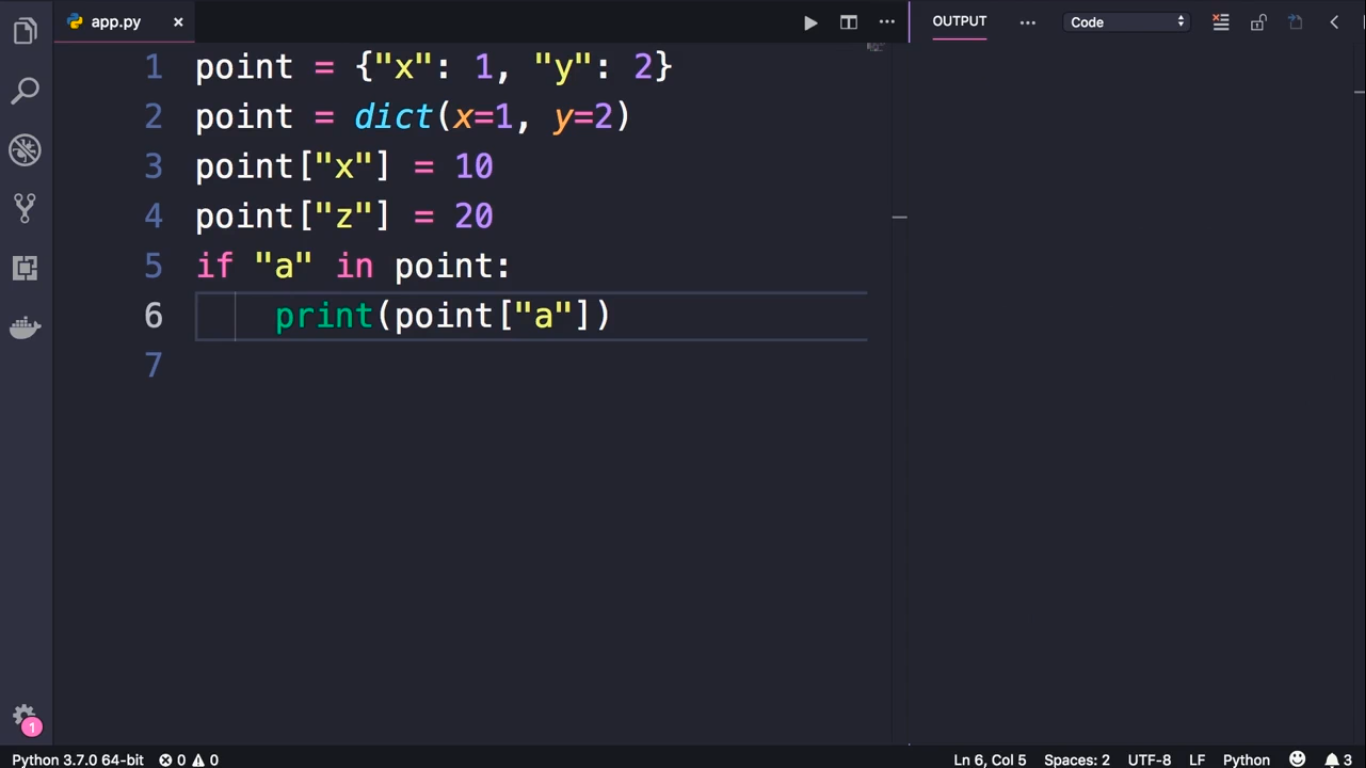 app.py × OUTPUT ... Code
1 point = {"x": 1, "y": 2}
2 point = dict(x=1, y=2)
3 point["x"] = 10
4 point["z"] = 20
5 if "a" in point:
6     print(point["a"])
7
1
Python 3.7.0 64-bit 0 0 Ln 6, Col 5 Spaces: 2 UTF-8 LF Python 3